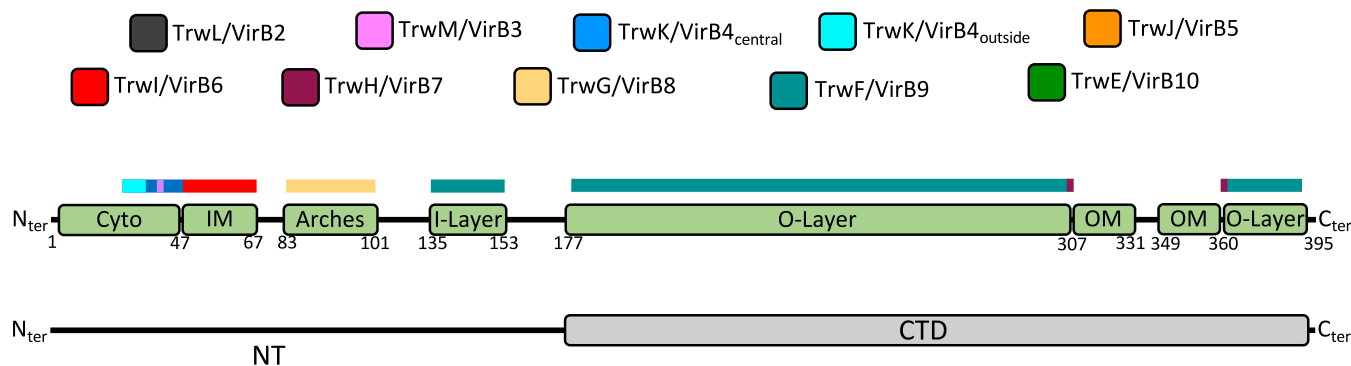 TrwL/VirB2 TrwM/VirB3 TrwK/VirB4central TrwK/VirB4outside TrwJ/VirB5
TrwI/VirB6 TrwH/VirB7 TrwG/VirB8 TrwF/VirB9 TrwE/VirB10
Nter Cyto IM Arches I-Layer O-Layer OM OM O-Layer Cter
1 47 67 83 101 135 153 177 307 331 349 360 395
Nter CTD Cter
NT